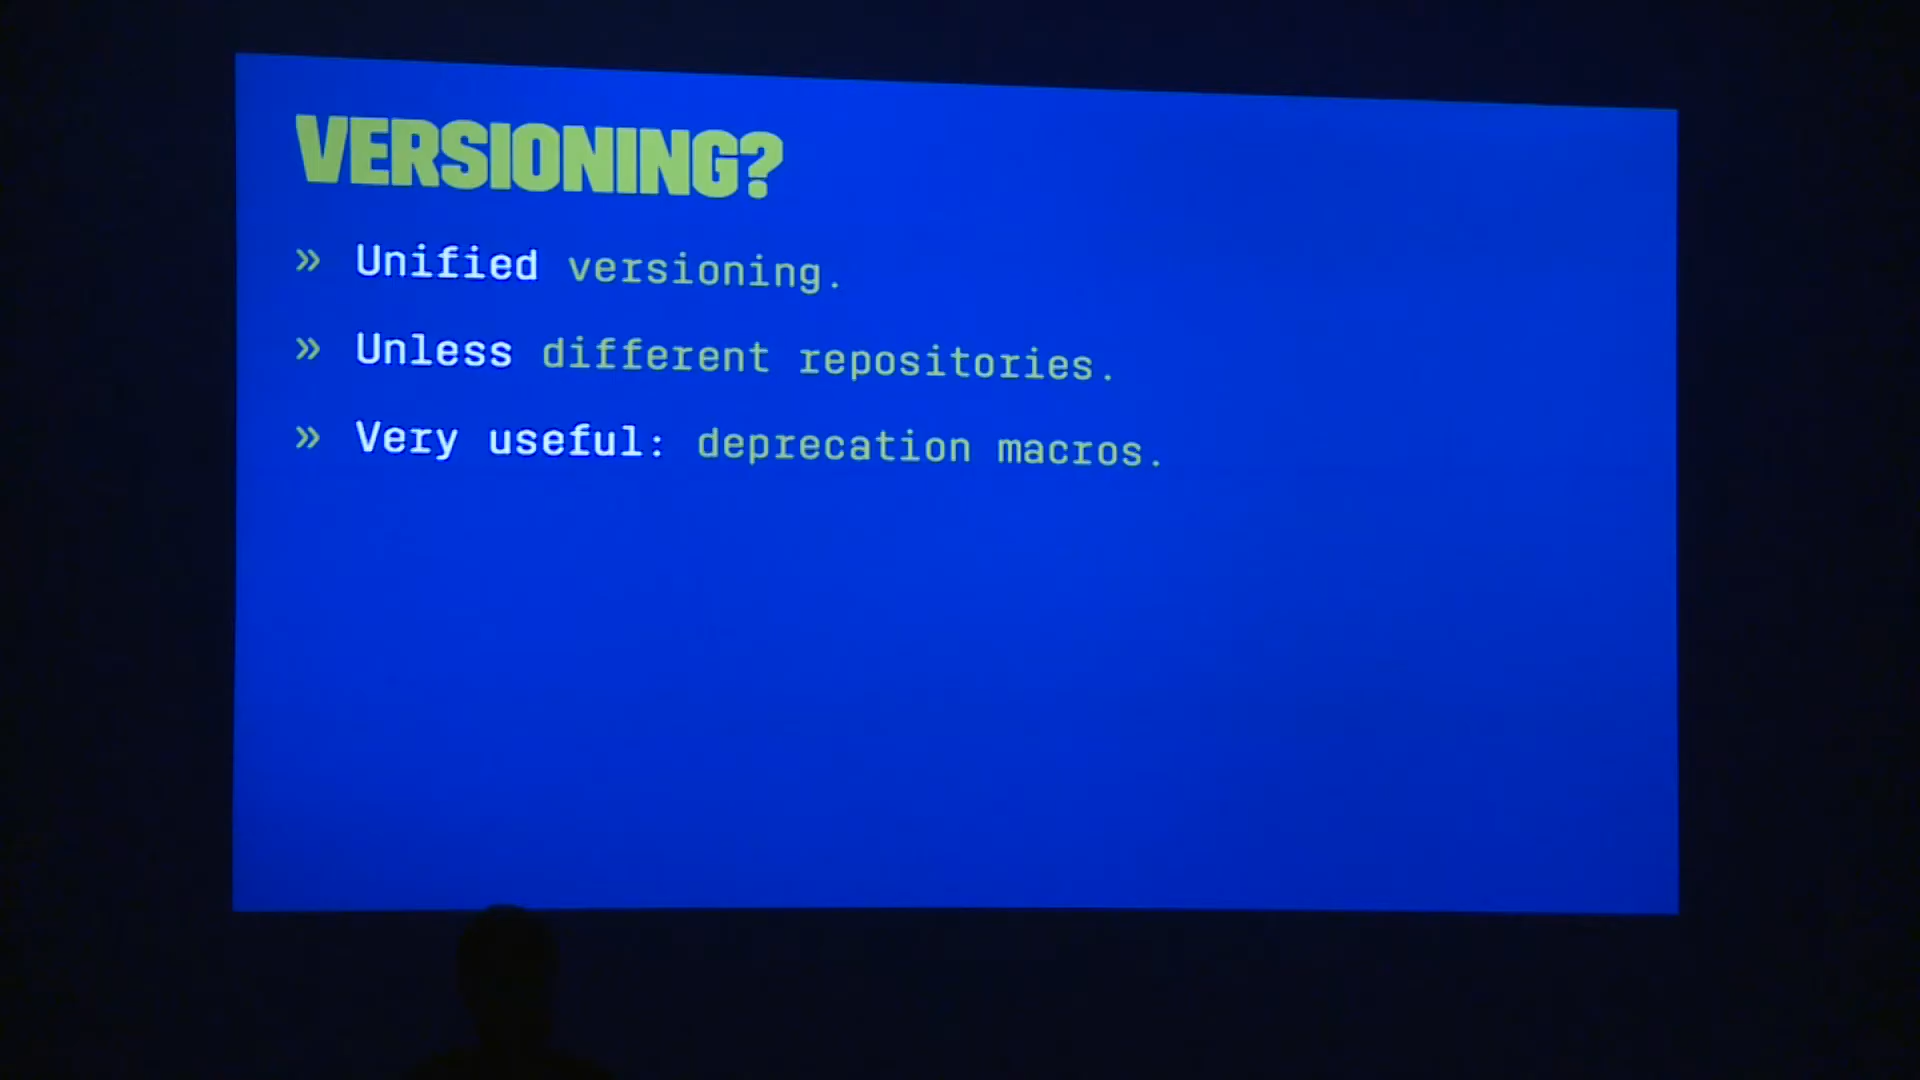 VERSIONING?
» Unified versioning.
» Unless different repositories.
» Very useful: deprecation macros.